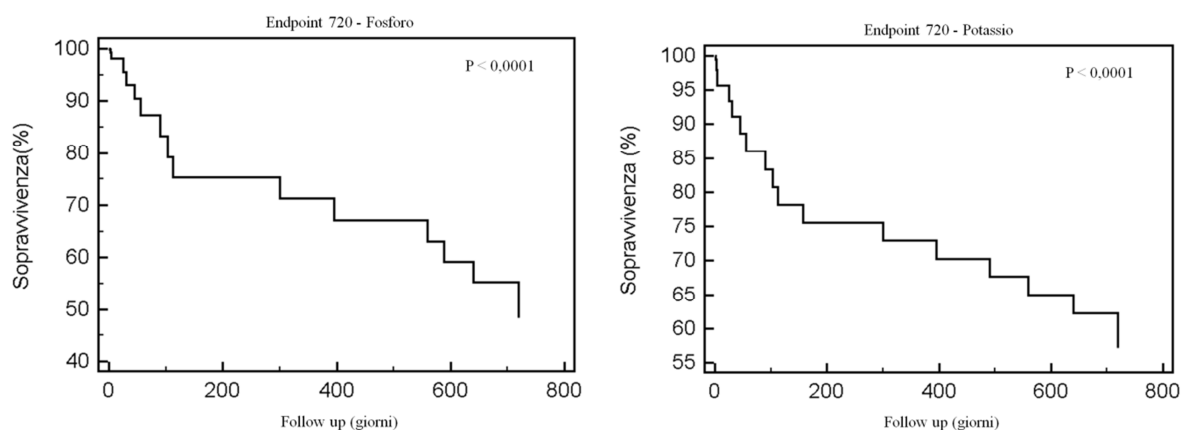 Endpoint 720 - Fosforo
P < 0,0001
Sopravvivenza(%)
100
90
80
70
60
50
40
0 200 400 600 800
Follow up (giorni)
Endpoint 720 - Potassio
P < 0,0001
Sopravvivenza (%)
100
95
90
85
80
75
70
65
60
55
0 200 400 600 800
Follow up (giorni)